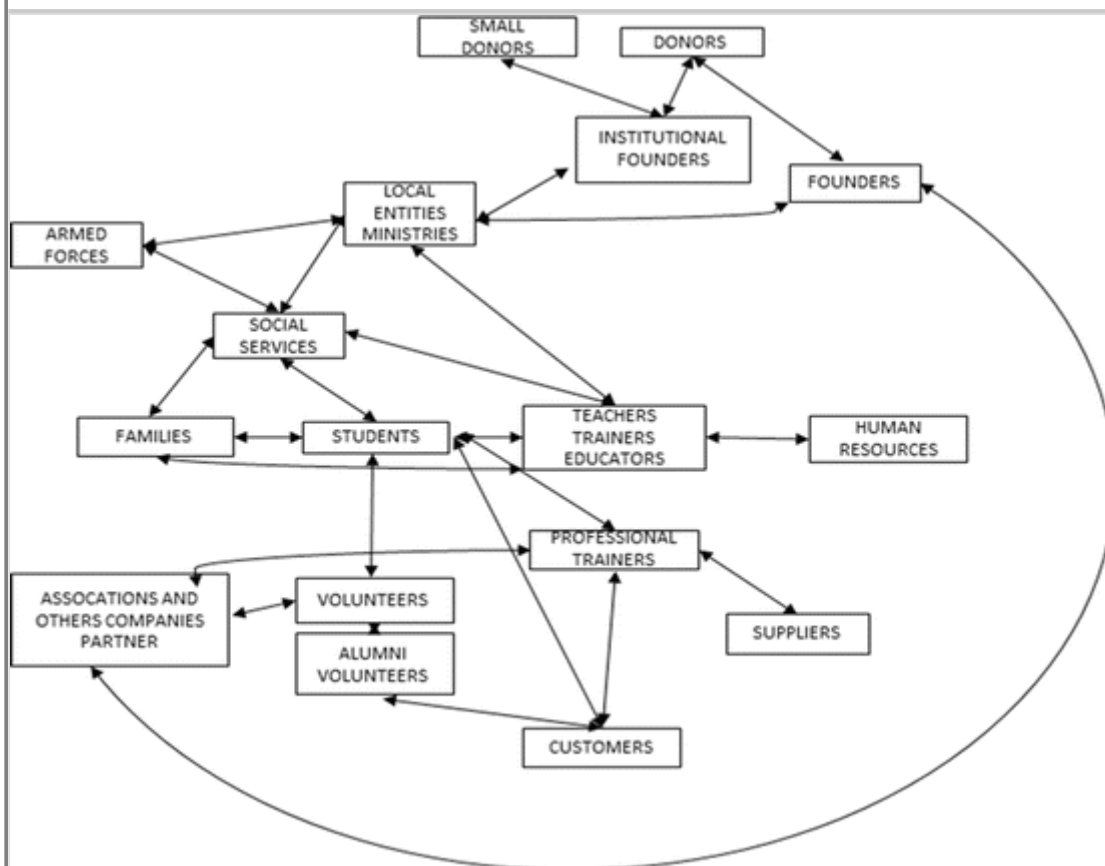 SMALL
DONORS
DONORS
INSTITUTIONAL
FOUNDERS
FOUNDERS
LOCAL
ENTITIES
MINISTRIES
ARMED
FORCES
SOCIAL
SERVICES
FAMILIES
STUDENTS
TEACHERS
TRAINERS
EDUCATORS
HUMAN
RESOURCES
PROFESSIONAL
TRAINERS
ASSOCATIONS AND
OTHERS COMPANIES
PARTNER
VOLUNTEERS
SUPPLIERS
ALUMNI
VOLUNTEERS
CUSTOMERS